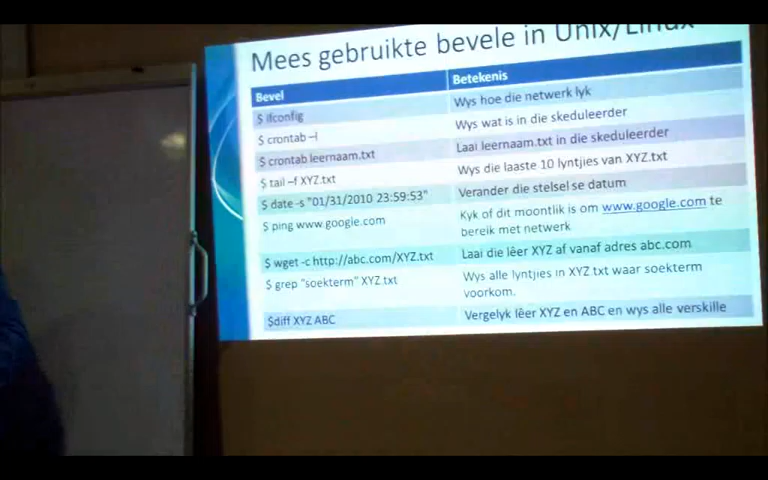 Mees gebruikte bevele in Unix/Linux
Bevel Betekenis
$ ifconfig Wys hoe die netwerk lyk
$ crontab –l Wys wat is in die skeduleerder
$ crontab leernaam.txt Laai leernaam.txt in die skeduleerder
$ tail –f XYZ.txt Wys die laaste 10 lyntjies van XYZ.txt
$ date -s "01/31/2010 23:59:53" Verander die stelsel se datum
$ ping www.google.com Kyk of dit moontlik is om www.google.com te
bereik met netwerk
$ wget -c http://abc.com/XYZ.txt Laai die lêer XYZ af vanaf adres abc.com
$ grep "soekterm" XYZ.txt Wys alle lyntjies in XYZ.txt waar soekterm
voorkom.
$diff XYZ ABC Vergelyk lêer XYZ en ABC en wys alle verskille